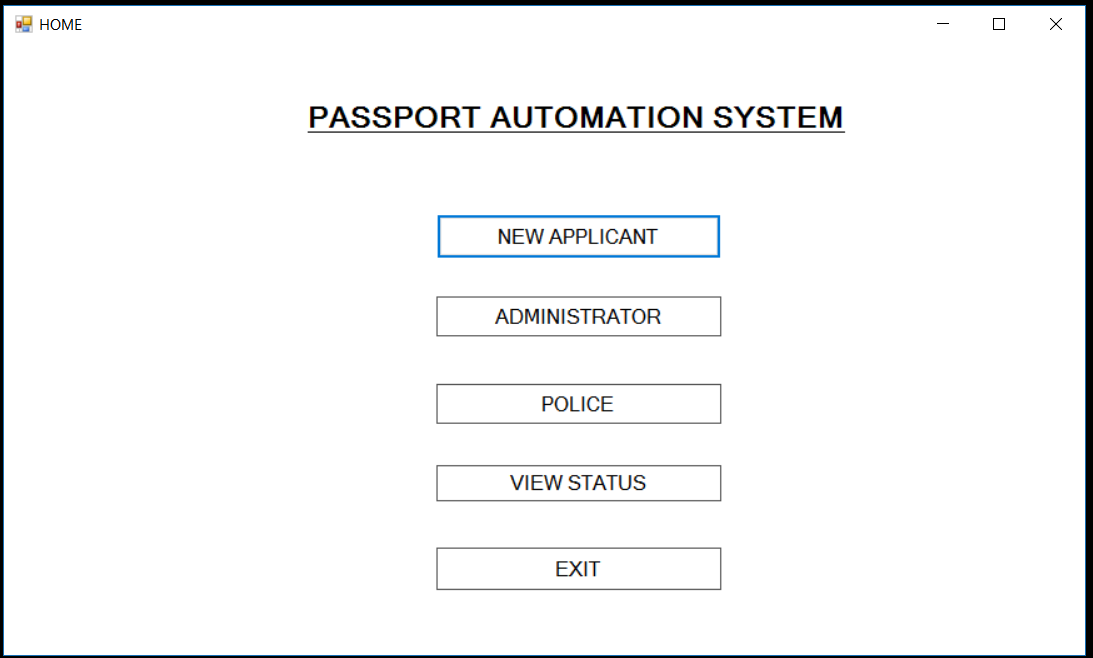 HOME
PASSPORT AUTOMATION SYSTEM
NEW APPLICANT
ADMINISTRATOR
POLICE
VIEW STATUS
EXIT